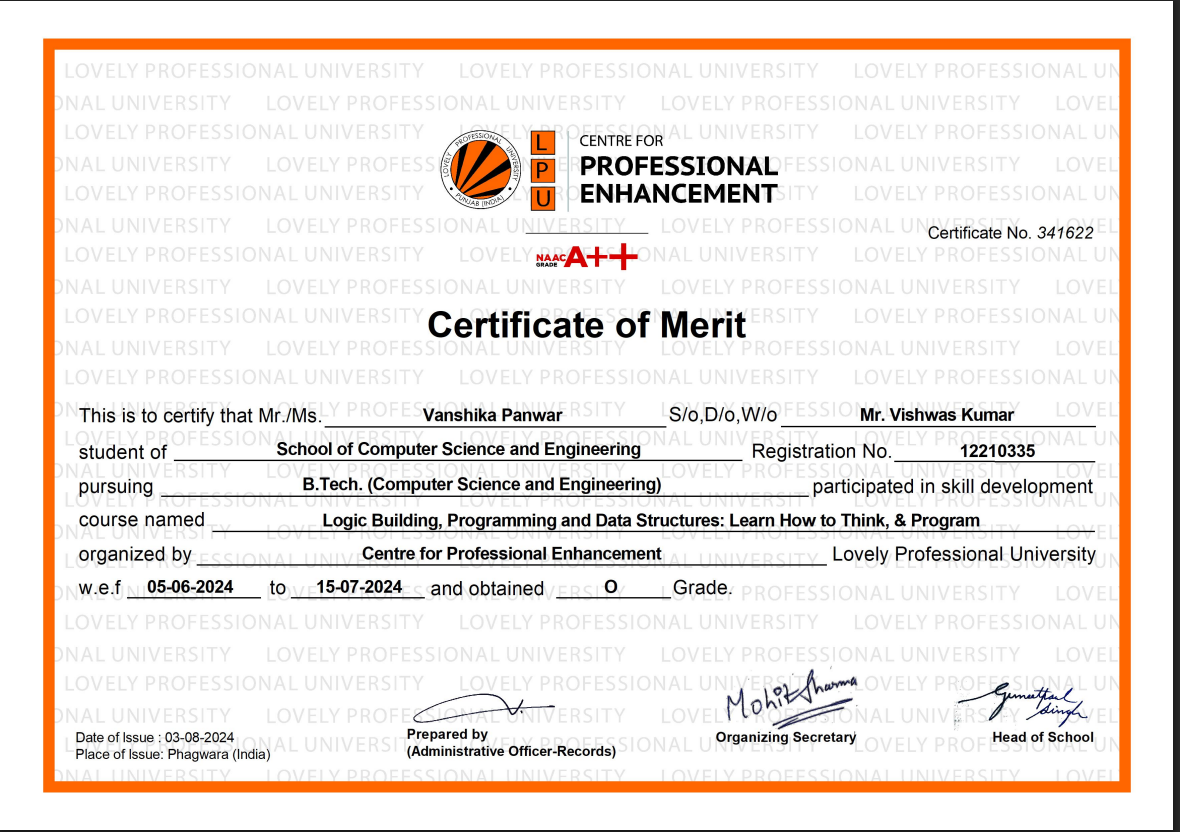 LOVELY PROFESSIONAL UNIVERSITY
PUNJAB (INDIA)
L
P
U
CENTRE FOR
PROFESSIONAL
ENHANCEMENT
Certificate No. 341622
NAAC GRADE A++
Certificate of Merit
This is to certify that Mr./Ms. Vanshika Panwar S/o,D/o,W/o Mr. Vishwas Kumar
student of School of Computer Science and Engineering Registration No. 12210335
pursuing B.Tech. (Computer Science and Engineering) participated in skill development
course named Logic Building, Programming and Data Structures: Learn How to Think, & Program
organized by Centre for Professional Enhancement Lovely Professional University
w.e.f 05-06-2024 to 15-07-2024 and obtained O Grade.
Mohit Sharma
Singh
Date of Issue : 03-08-2024
Place of Issue: Phagwara (India)
Prepared by
(Administrative Officer-Records)
Organizing Secretary
Head of School